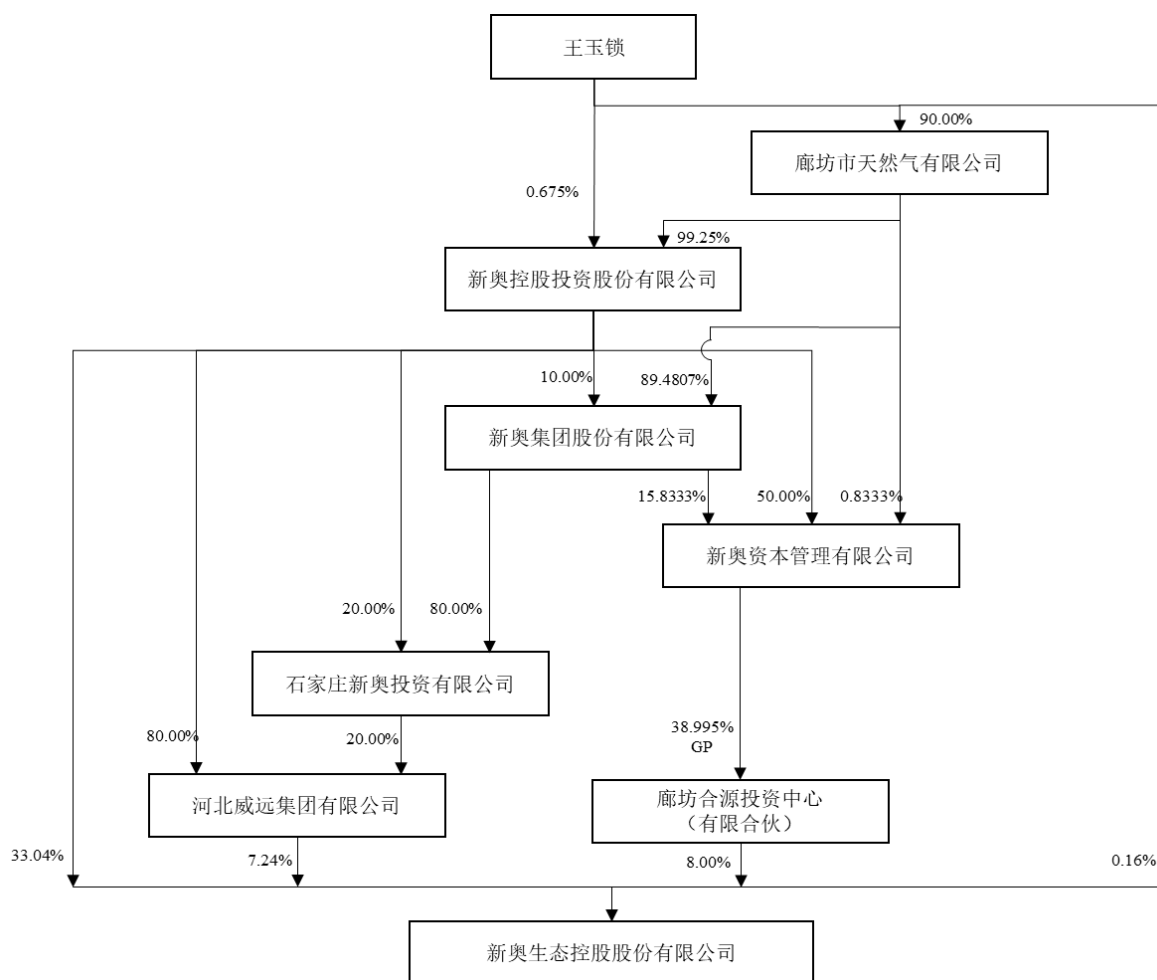 王玉锁
90.00%
廊坊市天然气有限公司
0.675%
99.25%
新奥控股投资股份有限公司
10.00%
89.4807%
新奥集团股份有限公司
15.8333%
50.00%
0.8333%
新奥资本管理有限公司
20.00%
80.00%
石家庄新奥投资有限公司
38.995%
GP
80.00%
20.00%
河北威远集团有限公司
廊坊合源投资中心
（有限合伙）
33.04%
7.24%
8.00%
0.16%
新奥生态控股股份有限公司